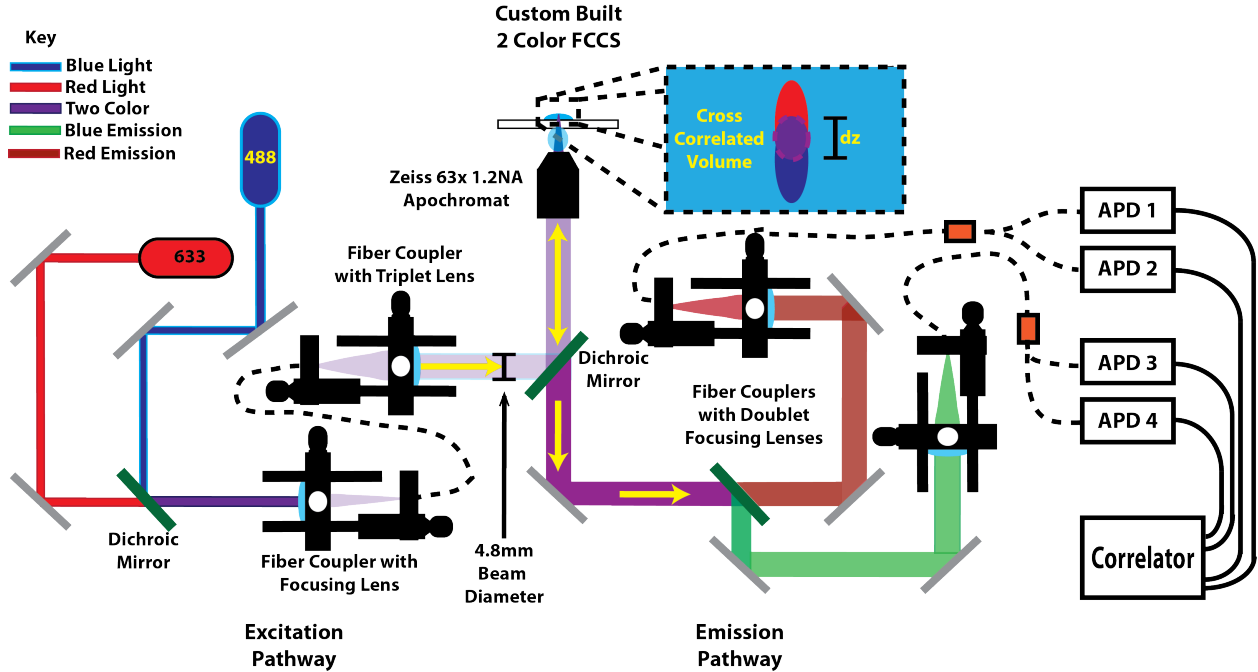 Custom Built
2 Color FCCS
Key
Blue Light
Red Light
Two Color
Blue Emission
Red Emission
488
633
Cross
Correlated
Volume
dz
Zeiss 63x 1.2NA
Apochromat
Fiber Coupler
with Triplet Lens
Dichroic
Mirror
Fiber Couplers
with Doublet
Focusing Lenses
APD 1
APD 2
APD 3
APD 4
Correlator
Dichroic
Mirror
Fiber Coupler with
Focusing Lens
4.8mm
Beam
Diameter
Excitation
Pathway
Emission
Pathway